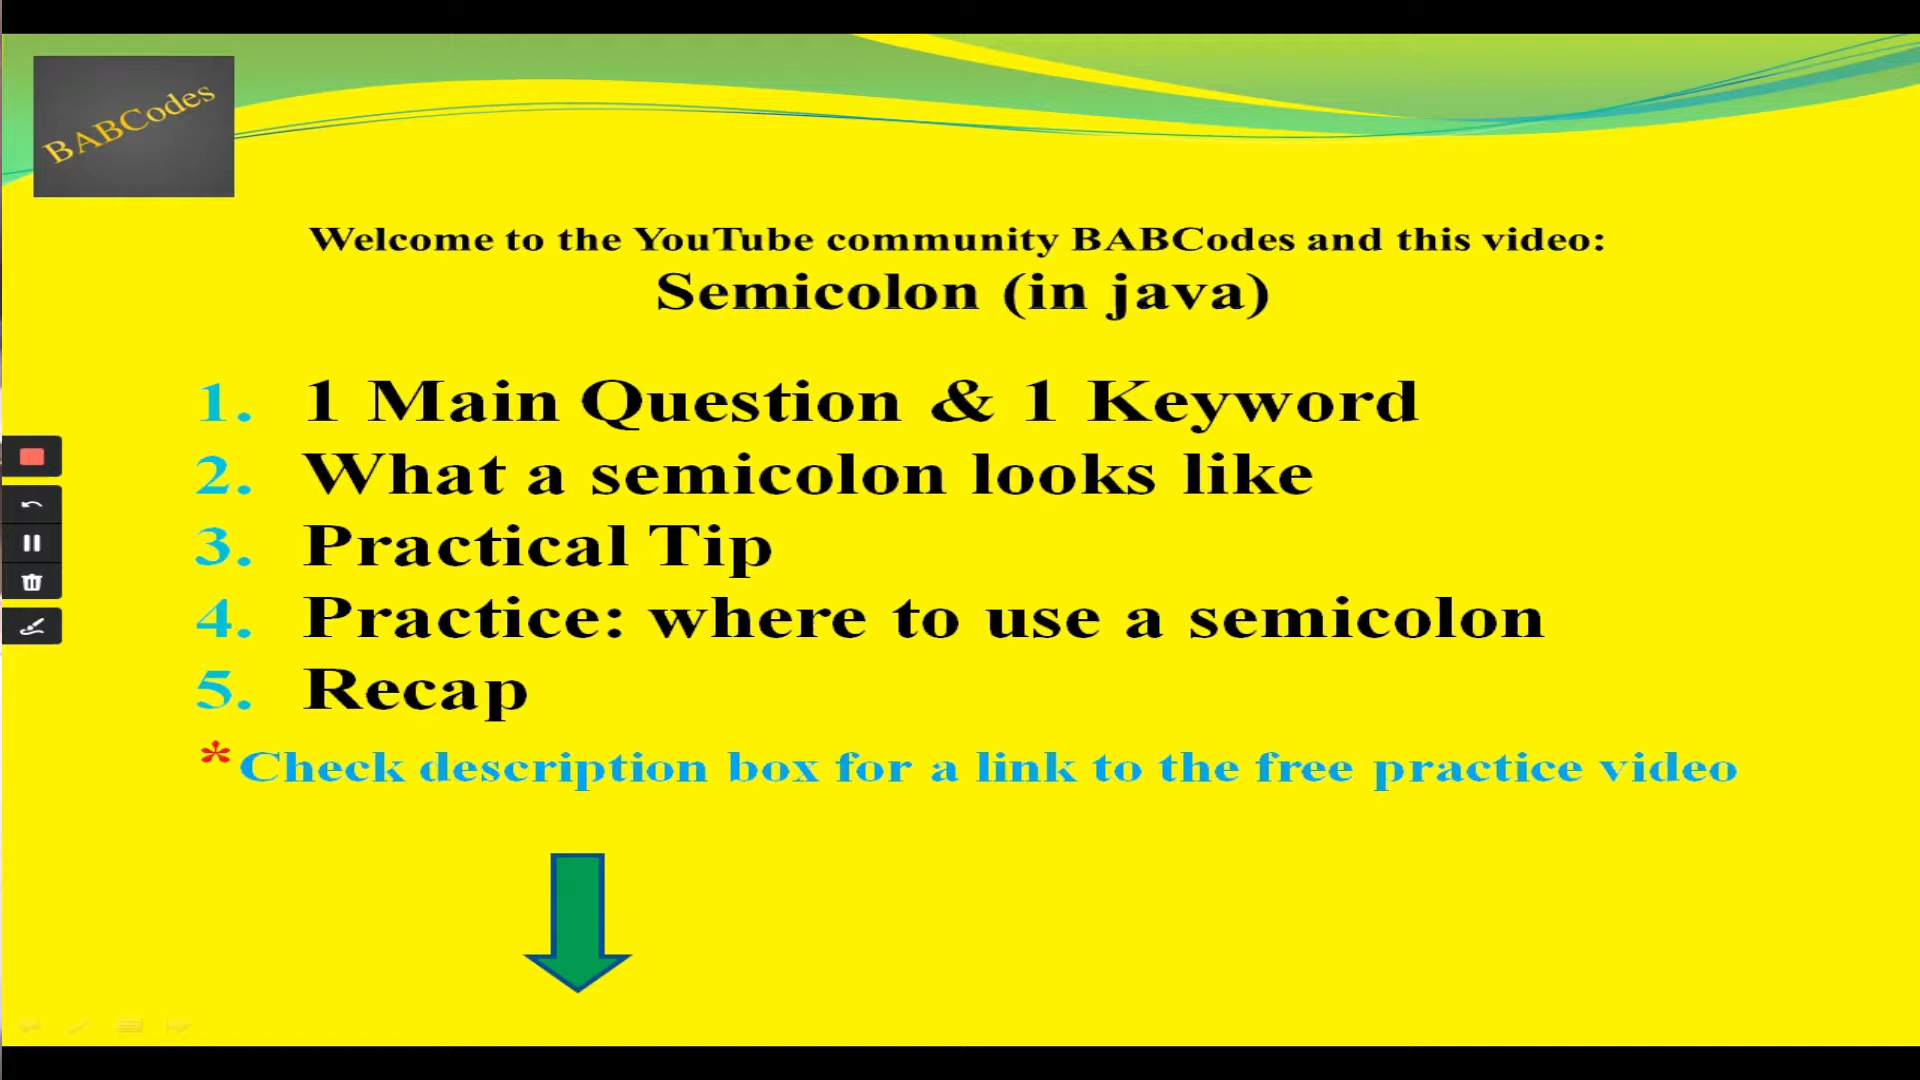 BABCodes
Welcome to the YouTube community BABCodes and this video:
Semicolon (in java)
1. 1 Main Question & 1 Keyword
2. What a semicolon looks like
3. Practical Tip
4. Practice: where to use a semicolon
5. Recap
*Check description box for a link to the free practice video